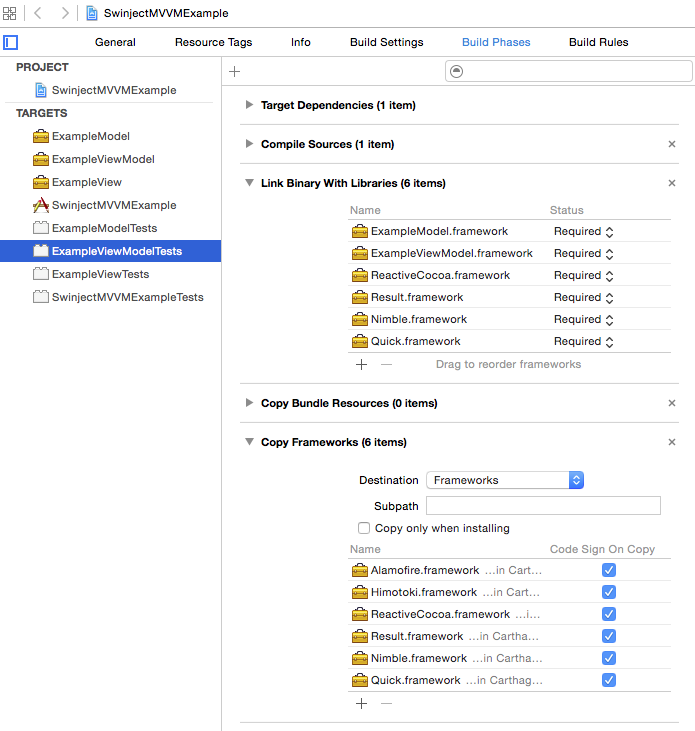 SwinjectMVVMExample
General Resource Tags Info Build Settings Build Phases Build Rules
PROJECT
SwinjectMVVMExample
TARGETS
ExampleModel
ExampleViewModel
ExampleView
SwinjectMVVMExample
ExampleModelTests
ExampleViewModelTests
ExampleViewTests
SwinjectMVVMExampleTests
Target Dependencies (1 item)
Compile Sources (1 item)
Link Binary With Libraries (6 items)
Name Status
ExampleModel.framework Required
ExampleViewModel.framework Required
ReactiveCocoa.framework Required
Result.framework Required
Nimble.framework Required
Quick.framework Required
Drag to reorder frameworks
Copy Bundle Resources (0 items)
Copy Frameworks (6 items)
Destination Frameworks
Subpath
Copy only when installing
Name Code Sign On Copy
Alamofire.framework ...in Cart...
Himotoki.framework ...in Cart...
ReactiveCocoa.framework ...i...
Result.framework ...in Cartha...
Nimble.framework ...in Carth...
Quick.framework ...in Carthag...